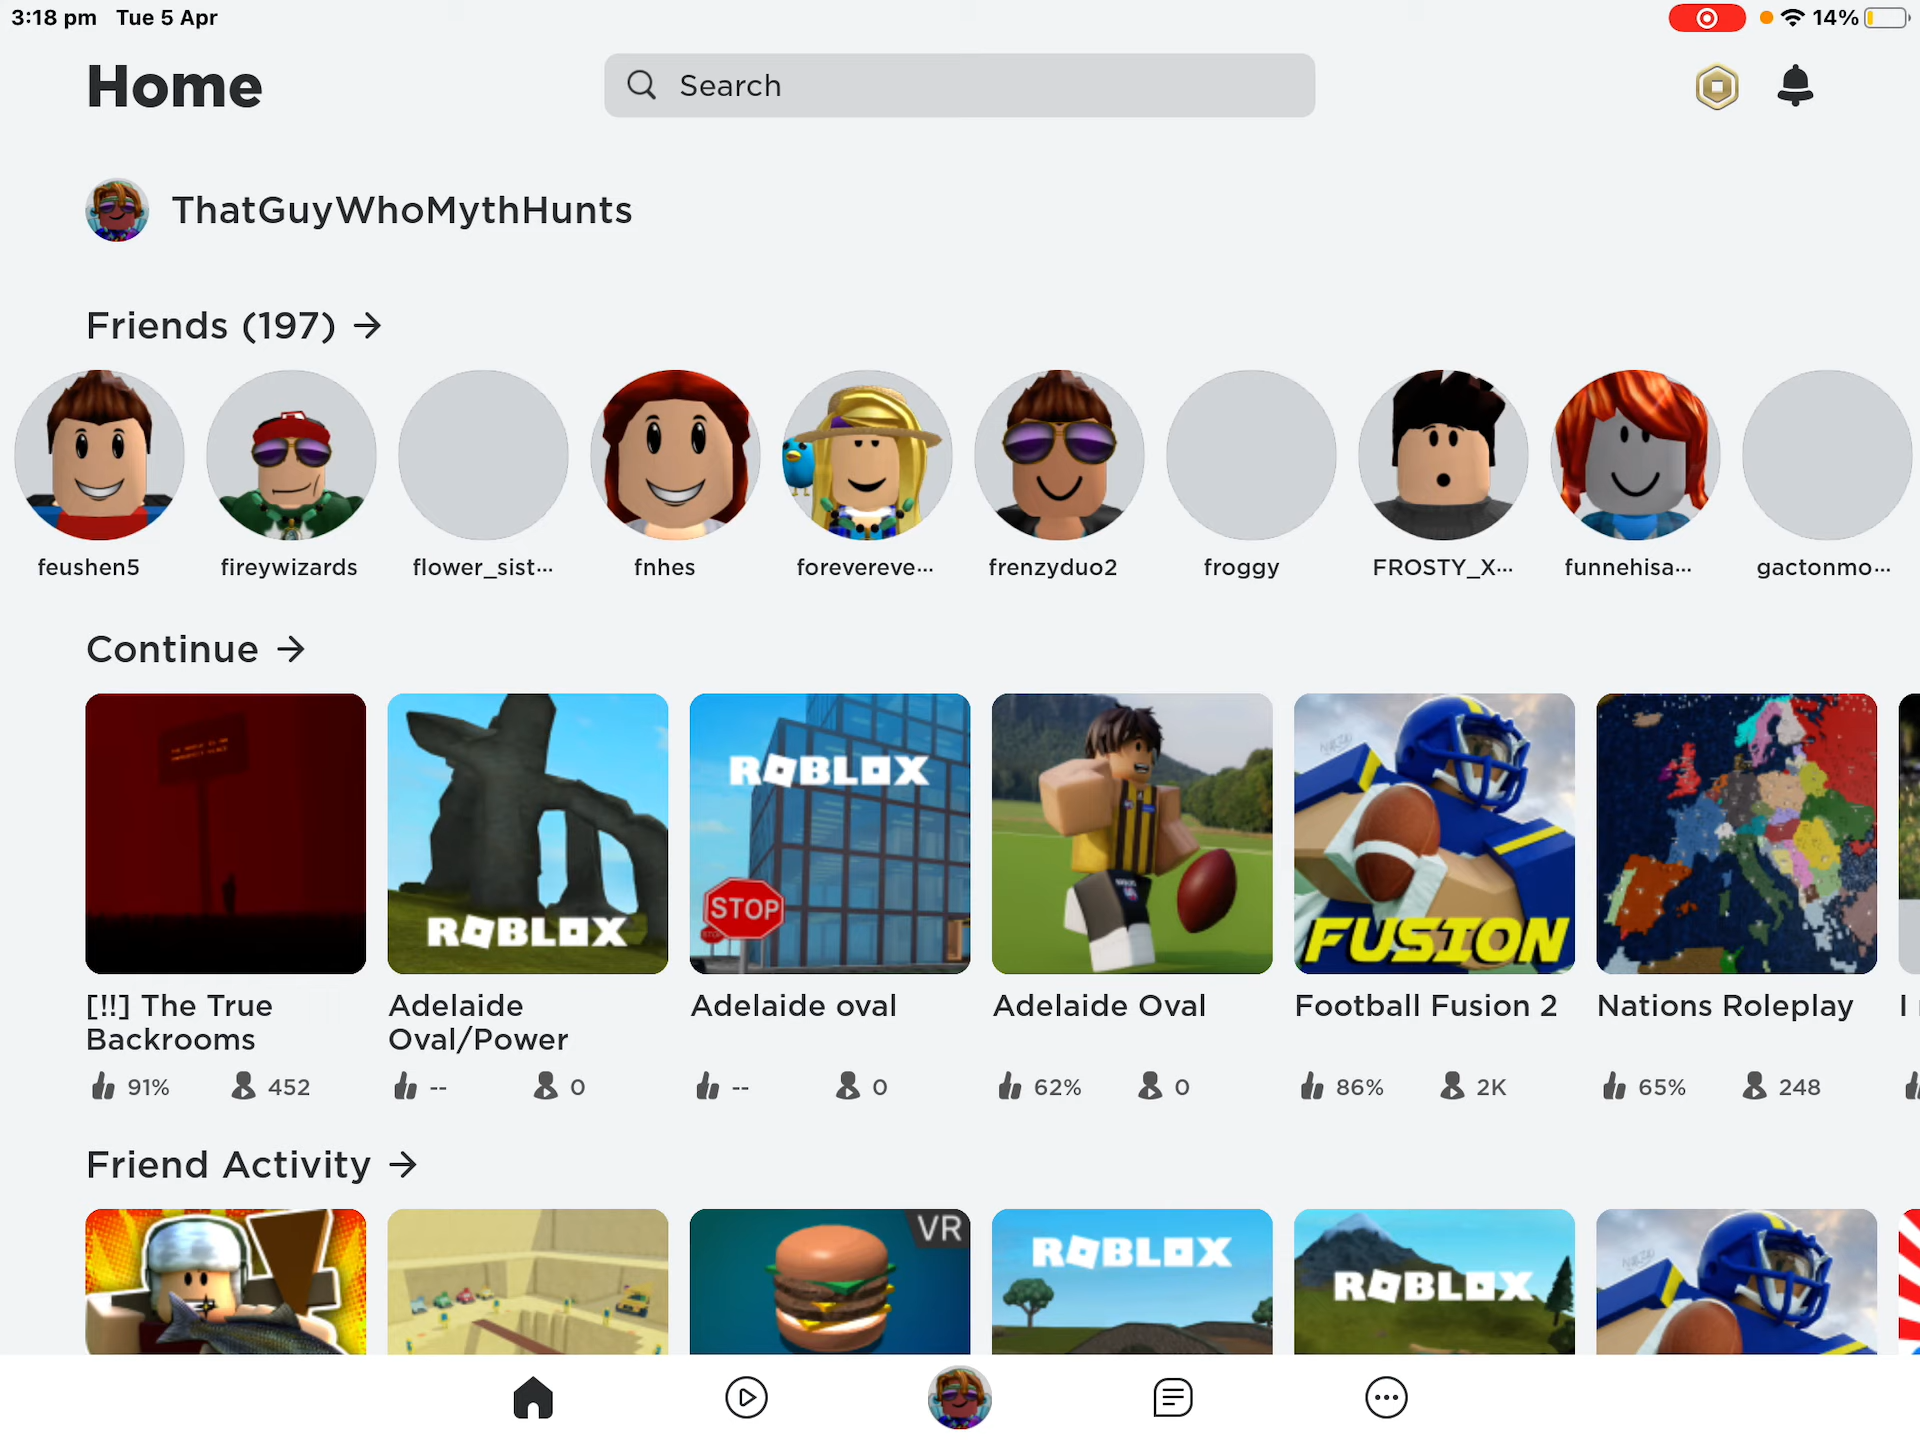 3:18 pm Tue 5 Apr 14%
Home
Search
ThatGuyWhoMythHunts
Friends (197)
feushen5 fireywizards flower_sist... fnhes forevereve... frenzyduo2 froggy FROSTY_X... funnehisa... gactonmo...
Continue
ROBLOX
ROBLOX
STOP
FUSION
[!!] The True Backrooms
Adelaide Oval/Power
Adelaide oval
Adelaide Oval
Football Fusion 2
Nations Roleplay
91% 452 -- 0 -- 0 62% 0 86% 2K 65% 248
Friend Activity
VR
ROBLOX
ROBLOX